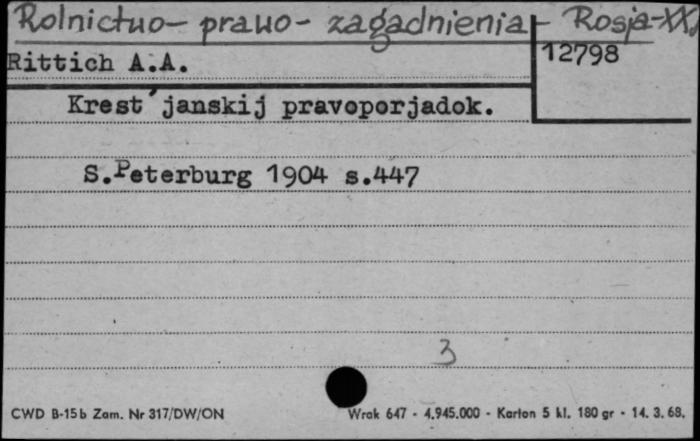 Rolnictwo - prawo - zagadnienia - Rosja - XX
Rittich A.A.
12798
Krest'janskij pravoporjadok.
S.Peterburg 1904 s.447
3
CWD B-15b Zam. Nr 317/DW/ON
Wrak 647 - 4.945.000 - Karton 5 kl. 180 gr - 14. 3. 68.